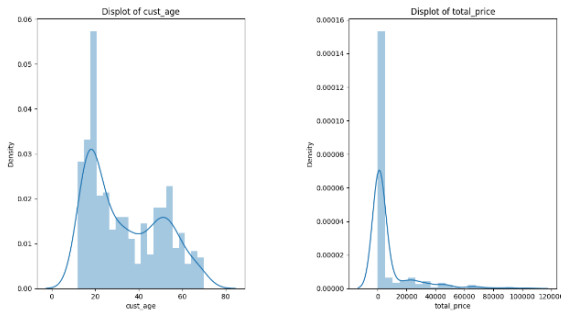 Displot of cust_age
0.06
0.05
0.04
0.03
0.02
0.01
0.00
Density
0 20 40 60 80
cust_age
Displot of total_price
0.00016
0.00014
0.00012
0.00010
0.00008
0.00006
0.00004
0.00002
0.00000
Density
0 20000 40000 60000 80000 100000 120000
total_price